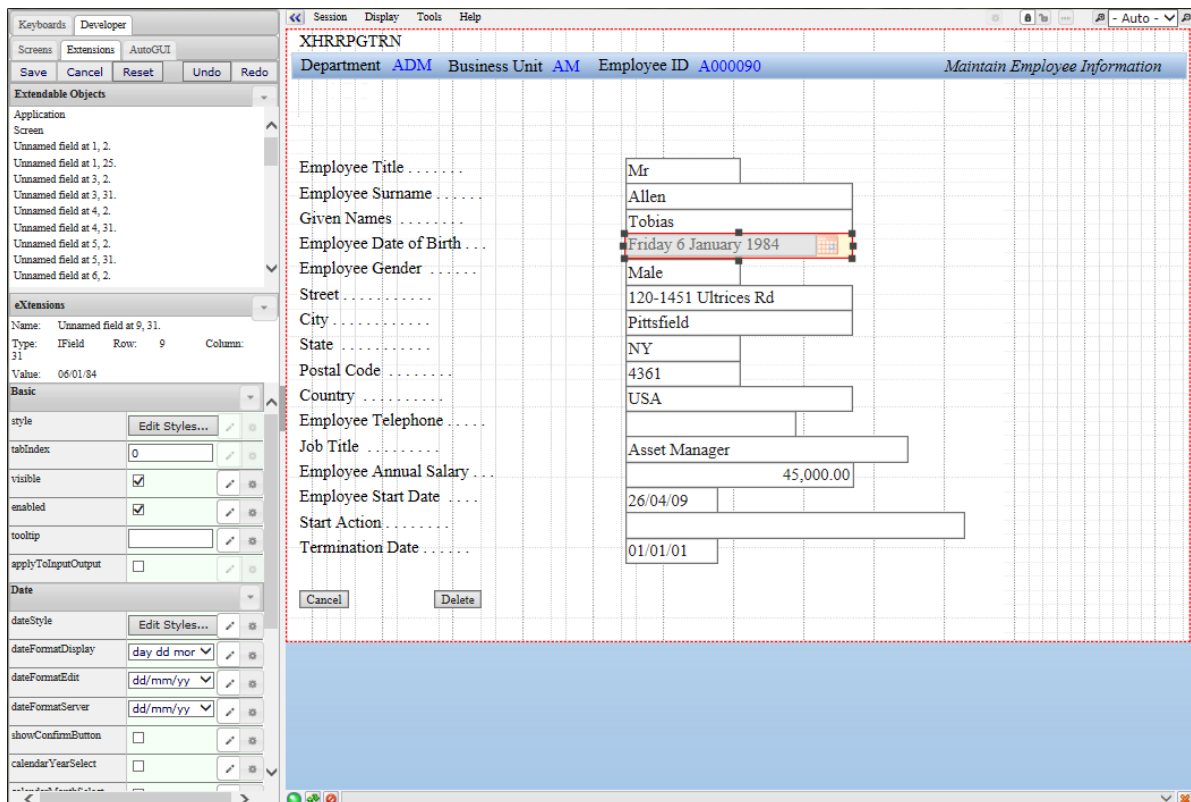 Keyboards Developer
Screens Extensions AutoGUI
Save Cancel Reset Undo Redo
Extendable Objects
Application
Screen
Unnamed field at 1, 2.
Unnamed field at 1, 25.
Unnamed field at 3, 2.
Unnamed field at 3, 31.
Unnamed field at 4, 2.
Unnamed field at 4, 31.
Unnamed field at 5, 2.
Unnamed field at 5, 31.
Unnamed field at 6, 2.
eXtensions
Name: Unnamed field at 9, 31.
Type: IField Row: 9 Column:
31
Value: 06/01/84
Basic
style Edit Styles...
tabIndex 0
visible
enabled
tooltip
applyToInputOutput
Date
dateStyle Edit Styles...
dateFormatDisplay day dd mor
dateFormatEdit dd/mm/yy
dateFormatServer dd/mm/yy
showConfirmButton
calendarYearSelect
Session Display Tools Help - Auto -
XHRRPGTRN
Department ADM Business Unit AM Employee ID A000090 Maintain Employee Information
Employee Title . . . . . . . Mr
Employee Surname . . . . . . Allen
Given Names . . . . . . . . Tobias
Employee Date of Birth . . . Friday 6 January 1984
Employee Gender . . . . . . Male
Street . . . . . . . . . . . 120-1451 Ultrices Rd
City . . . . . . . . . . . . Pittsfield
State . . . . . . . . . . . NY
Postal Code . . . . . . . . 4361
Country . . . . . . . . . . USA
Employee Telephone . . . . .
Job Title . . . . . . . . . Asset Manager
Employee Annual Salary . . . 45,000.00
Employee Start Date . . . . 26/04/09
Start Action . . . . . . . .
Termination Date . . . . . . 01/01/01
Cancel Delete